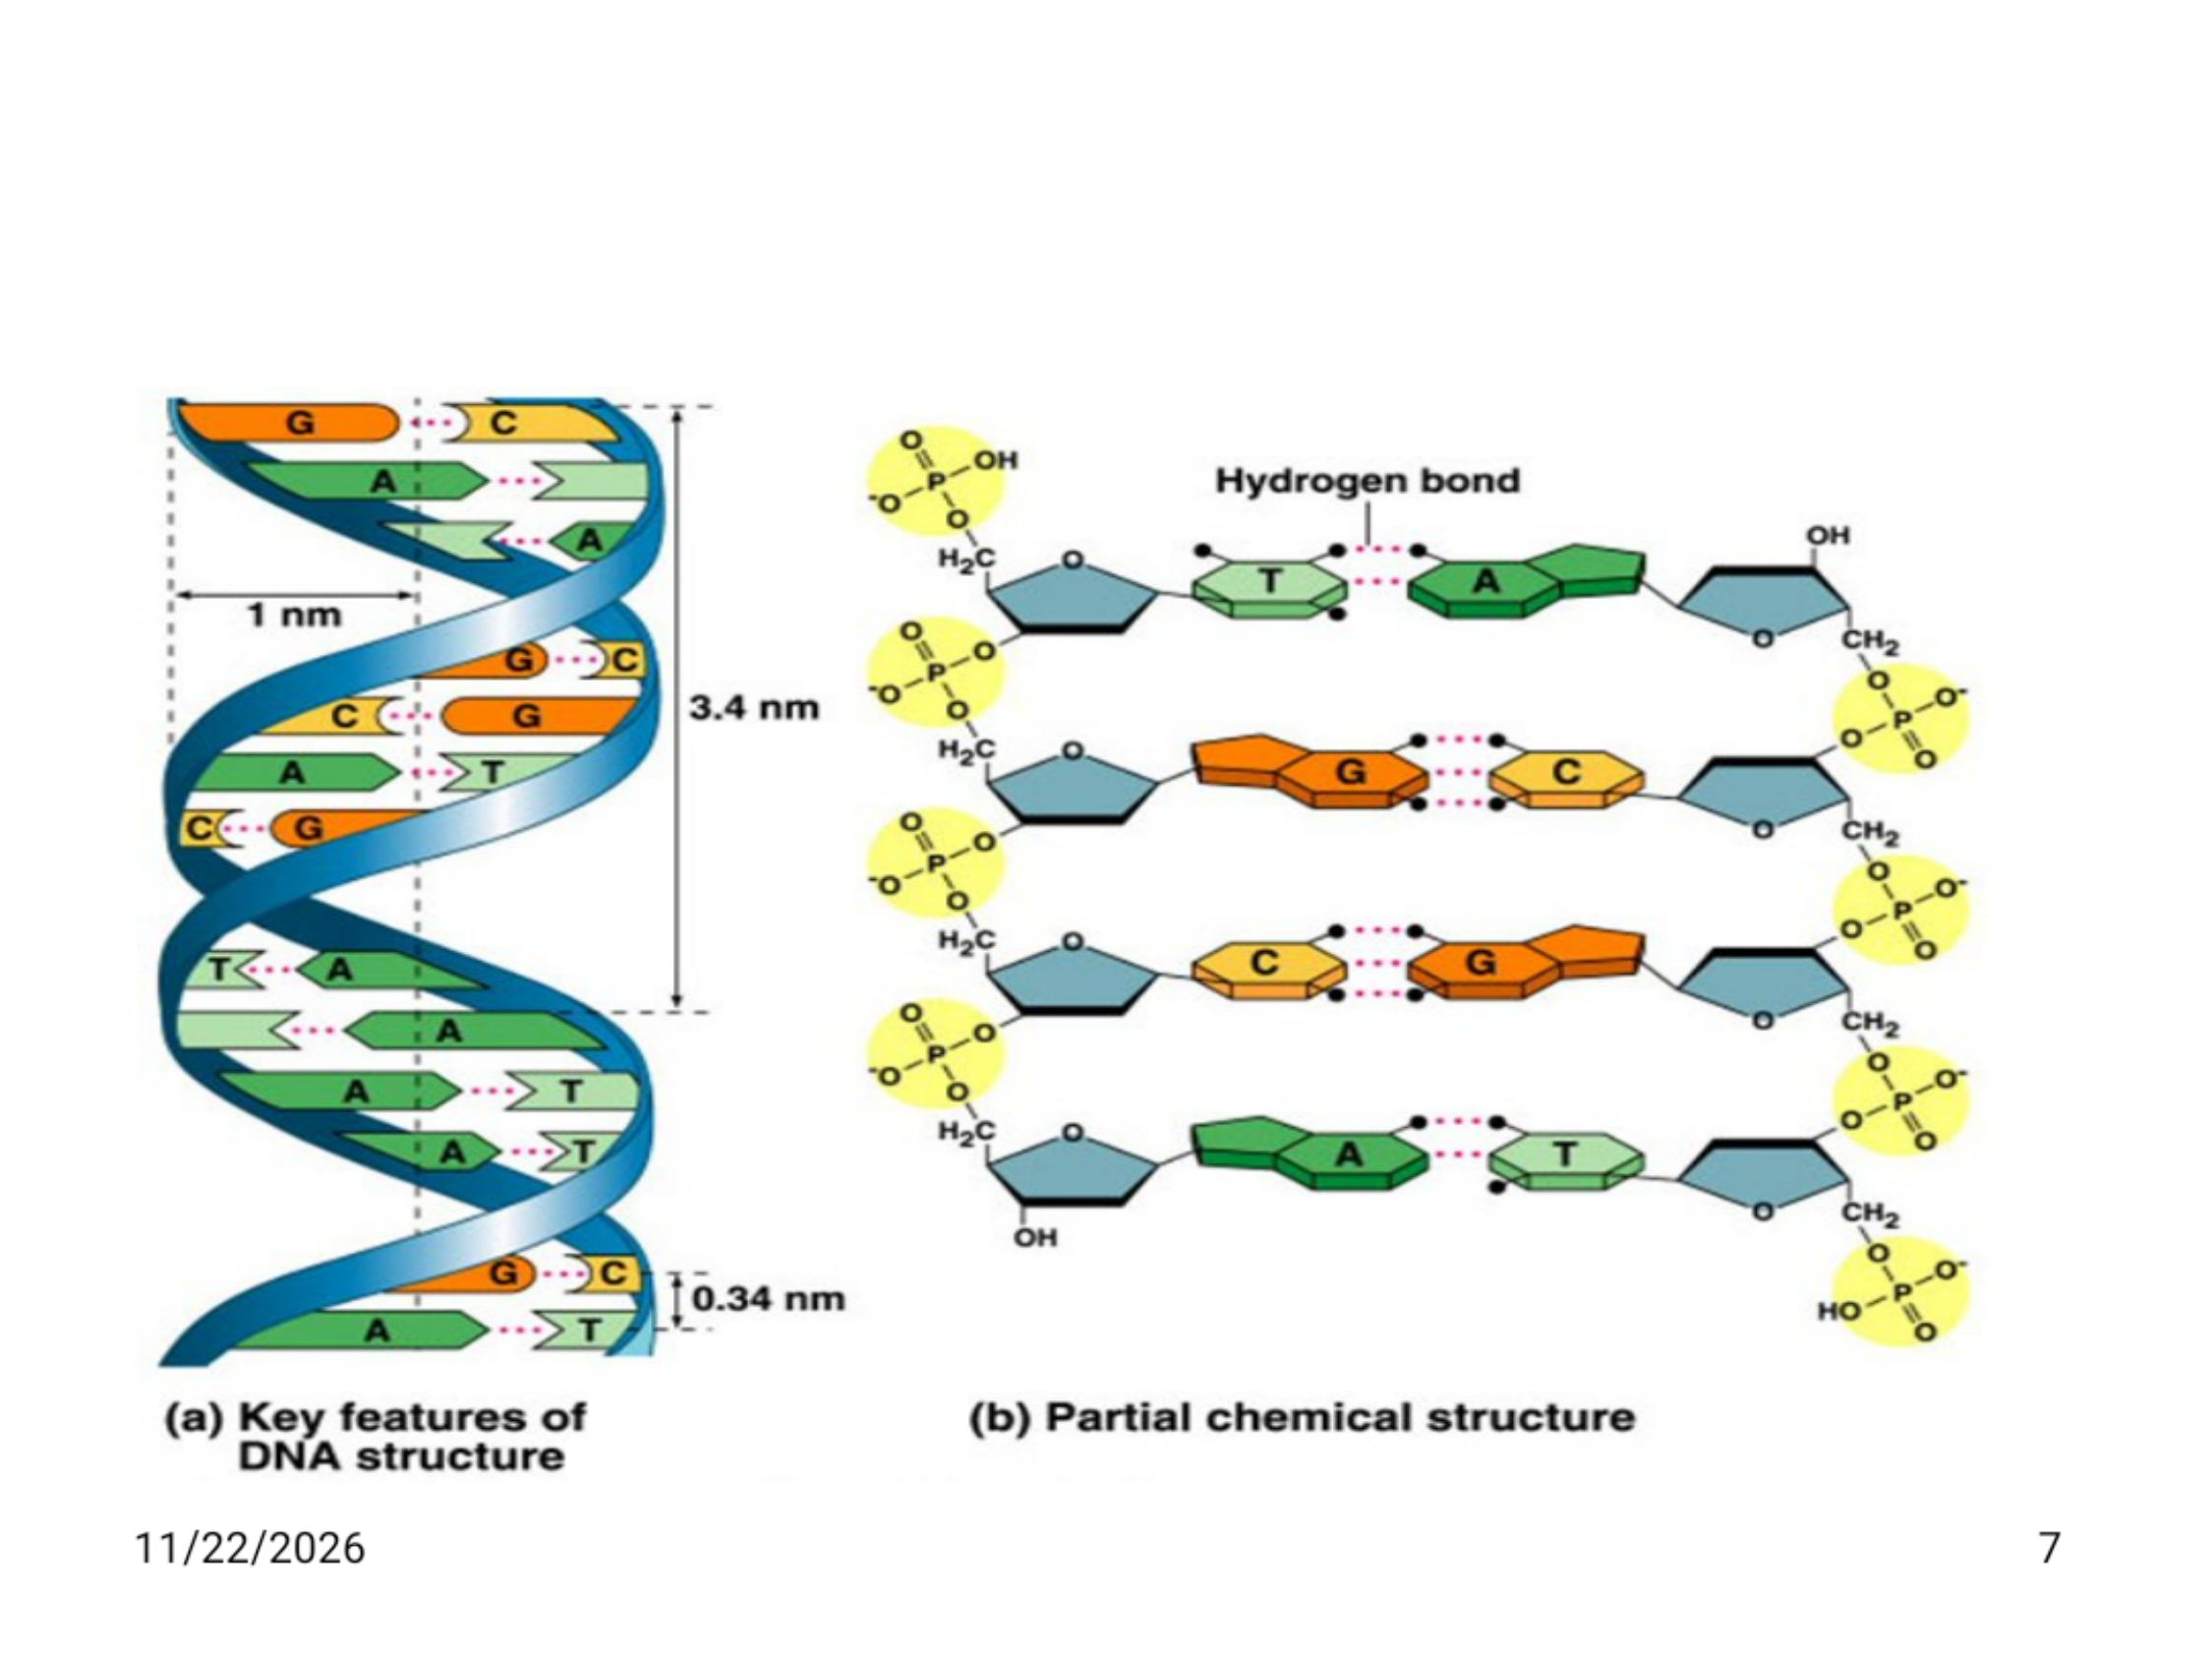 G C
A
A
1 nm
G C
C G
A T
C G
3.4 nm
T A
A
A T
A T
G C
0.34 nm
A T
(a) Key features of
DNA structure
Hydrogen bond
O
OH
P
⁻O
O
H₂C
O
T A
OH
O
CH₂
O
P
⁻O
O
O
O
P
O⁻
O
O
H₂C
O
G C
O
CH₂
O
P
⁻O
O
O
O
P
O⁻
O
O
H₂C
O
C G
O
CH₂
O
P
⁻O
O
O
O
P
O⁻
O
O
H₂C
O
A T
OH
O
CH₂
O
P
O⁻
HO
O
(b) Partial chemical structure
11/22/2026
7